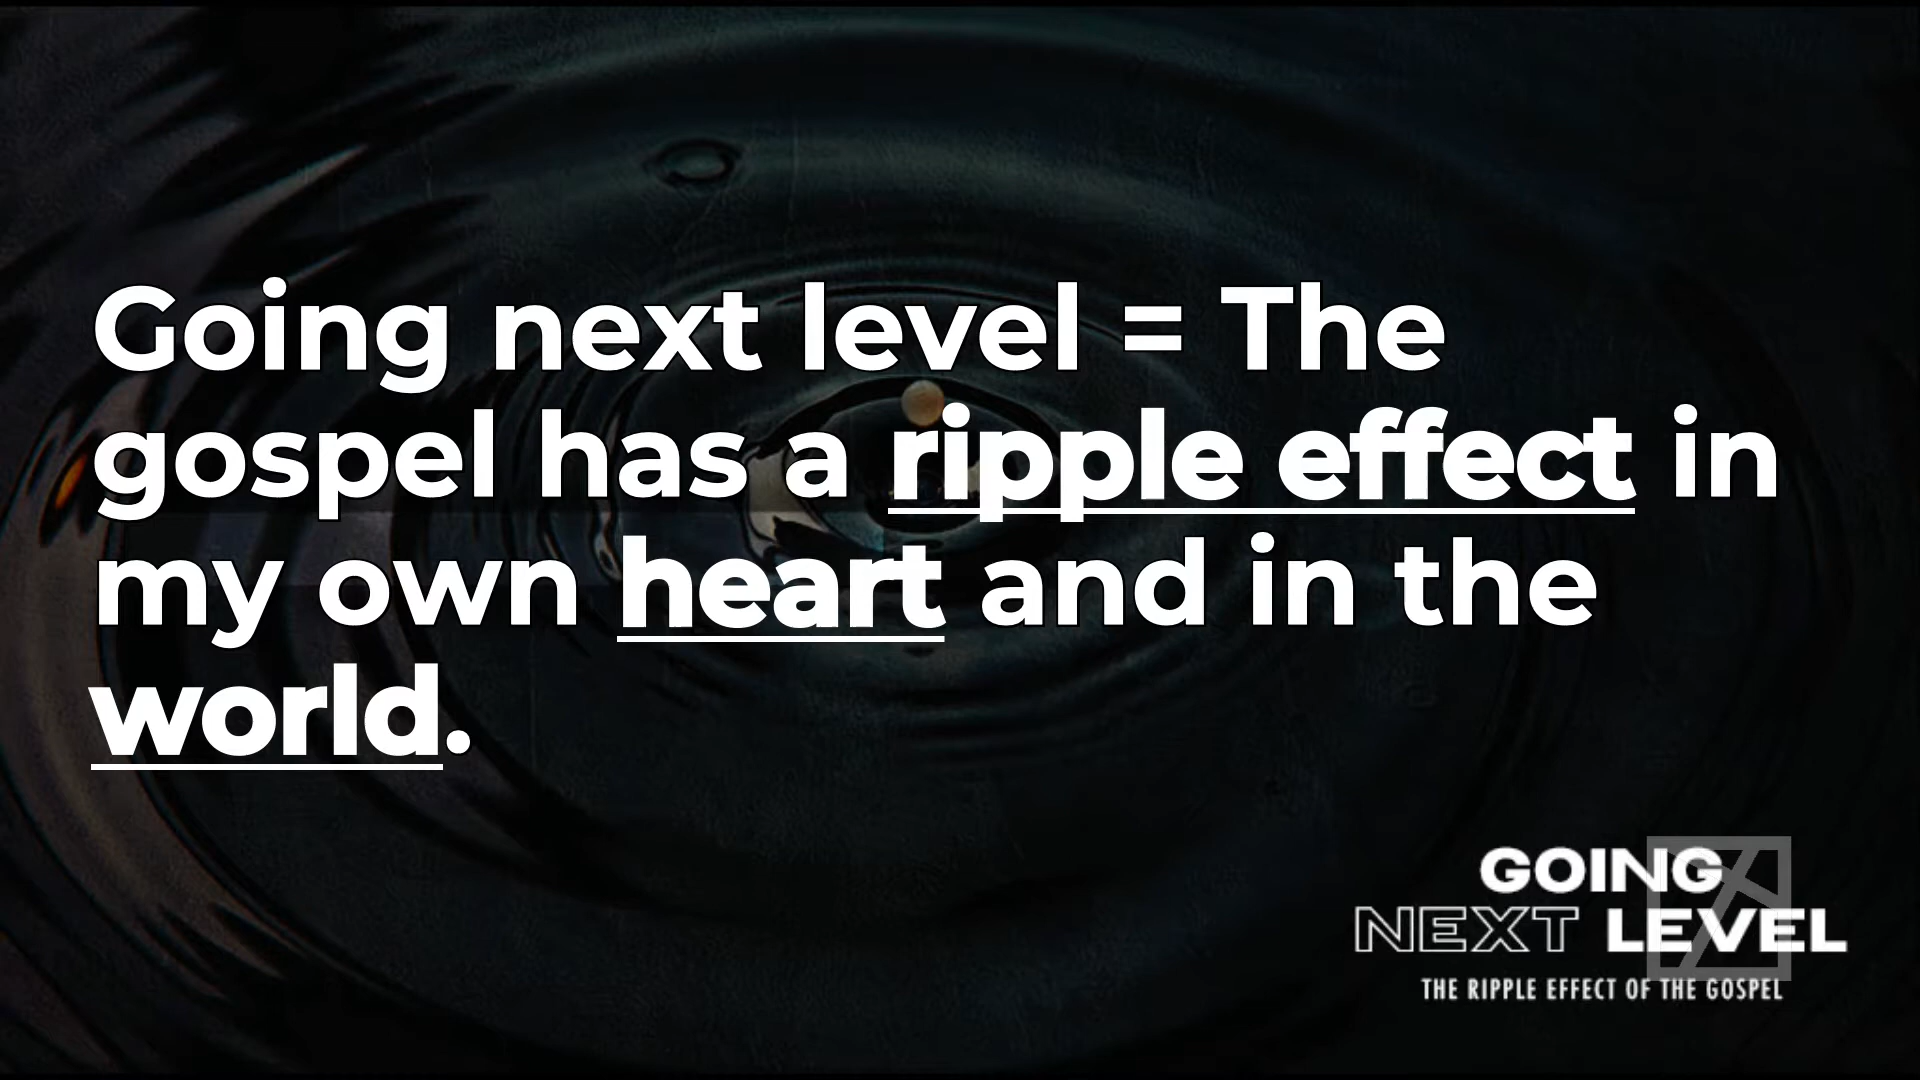 Going next level = The
gospel has a ripple effect in
my own heart and in the
world.
GOING
NEXT LEVEL
THE RIPPLE EFFECT OF THE GOSPEL